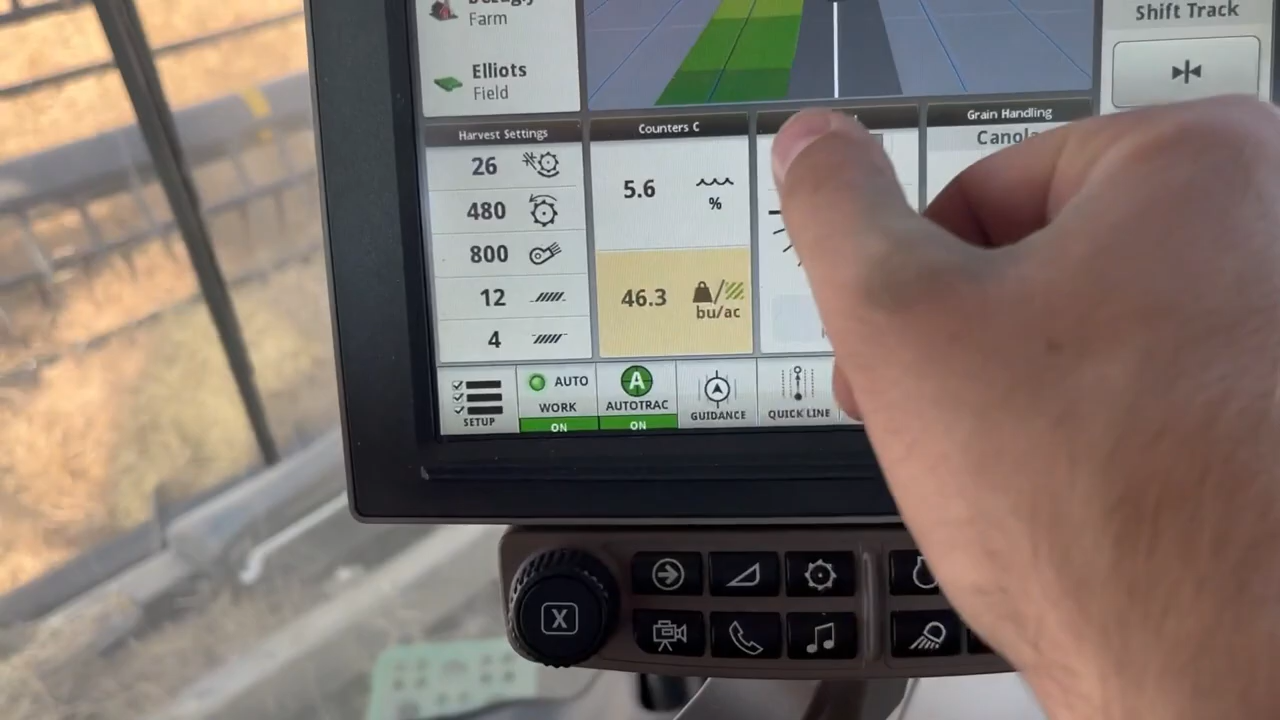 Farm
Elliots
Field
Shift Track
Harvest Settings
26
480
800
12
4
Counters C
5.6
%
46.3
bu/ac
Grain Handling
Canola
SETUP
AUTO
WORK
ON
A
AUTOTRAC
ON
GUIDANCE
QUICK LINE
X